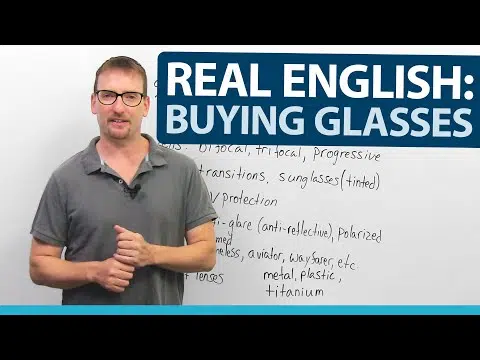 REAL ENGLISH:
BUYING GLASSES
bifocal, trifocal, progressive
transitions, sunglasses (tinted)
protection
-glare (anti-reflective), polarized
aviator, wayfarer, etc
lenses metal, plastic,
titanium